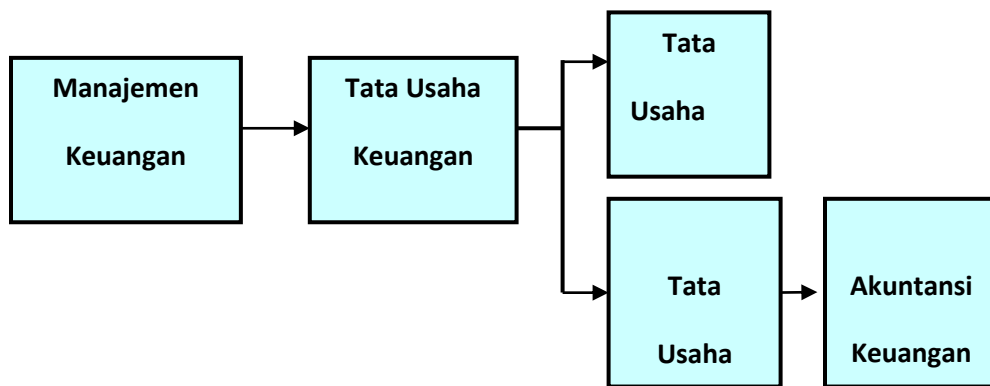 Manajemen
Keuangan
Tata Usaha
Keuangan
Tata
Usaha
Tata
Usaha
Akuntansi
Keuangan